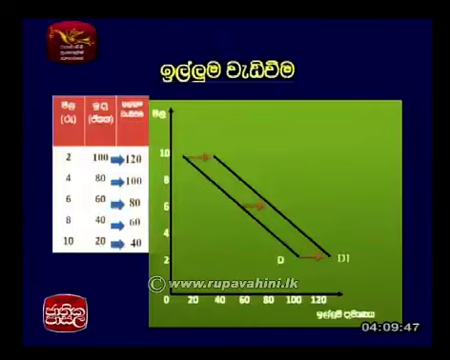 ඉල්ලුම වැඩිවීම
මිල
(රු)
ඉ.ප්‍ර
(ඒකක)
2 100 120
4 80 100
6 60 80
8 40 60
10 20 40
මිල
10
8
6
4
2
0 20 40 60 80 100 120
D D1
ඉල්ලුම් ප්‍රමාණය
© www.rupavahini.lk
ජාතික
පාසල
04:09:47